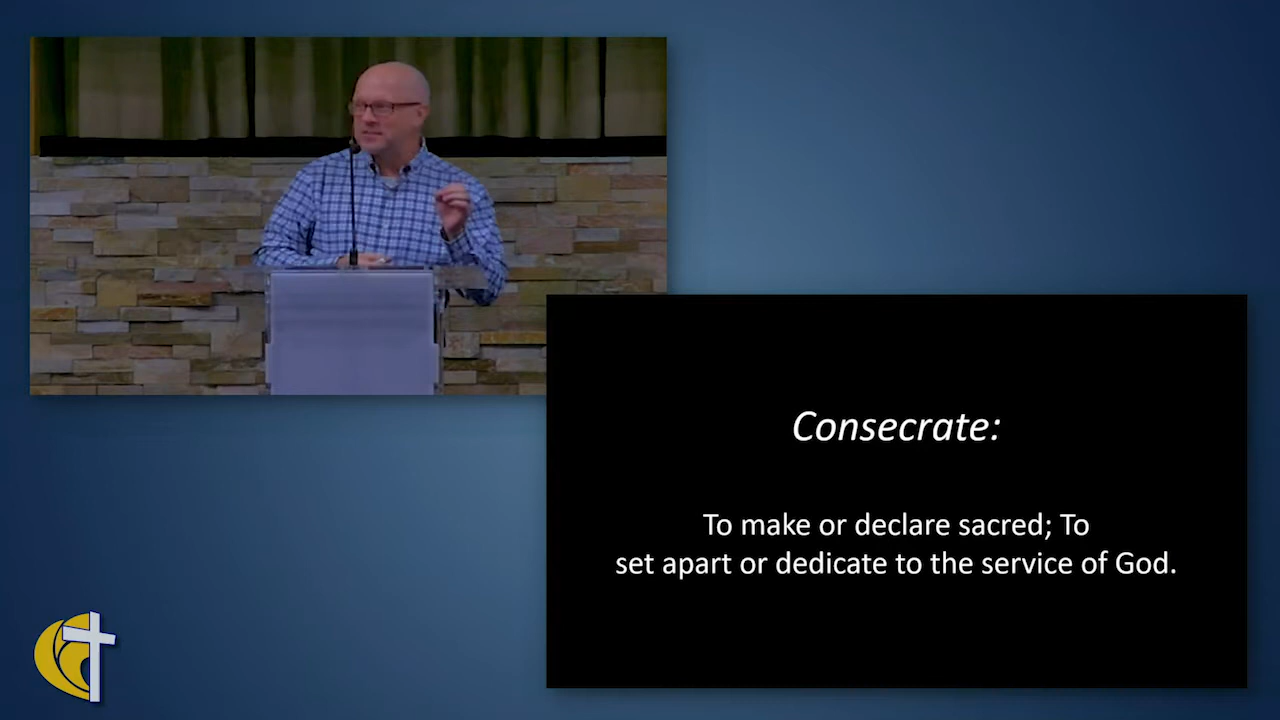 Consecrate:
To make or declare sacred; To
set apart or dedicate to the service of God.